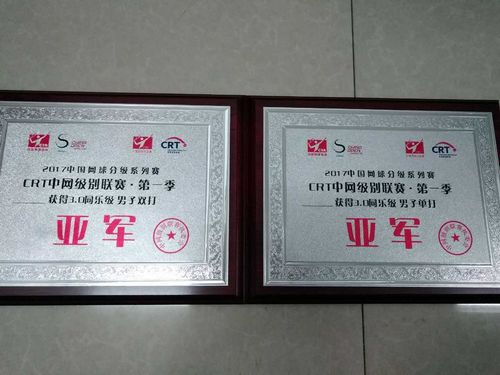 CRT
2017中国网球分级系列赛
CRT中网级别联赛·第一季
获得3.0同乐级 男子双打
亚军
CRT
2017中国网球分级系列赛
CRT中网级别联赛·第一季
获得3.0同乐级 男子单打
亚军